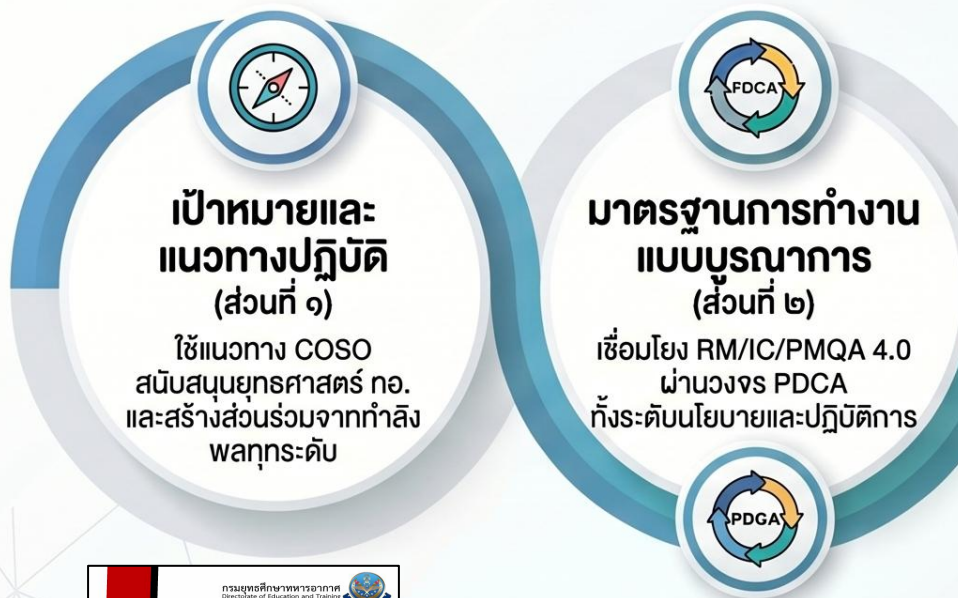 FDCA
เป้าหมายและ
แนวทางปฏิบัติ
(ส่วนที่ ๑)
ใช้แนวทาง COSO
สนับสนุนยุทธศาสตร์ ทอ.
และสร้างส่วนร่วมจาททำลิง
พลทุทระดับ
มาตรฐานการทำงาน
แบบบูรณาการ
(ส่วนที่ ๒)
เชื่อมโยง RM/IC/PMQA 4.0
ผ่านวงจร PDCA
ทั้งระดับนโยบายและปฏิบัติการ
PDGA
กรมยุทธศึกษาทหารอากาศ
Directorate of Education and Training